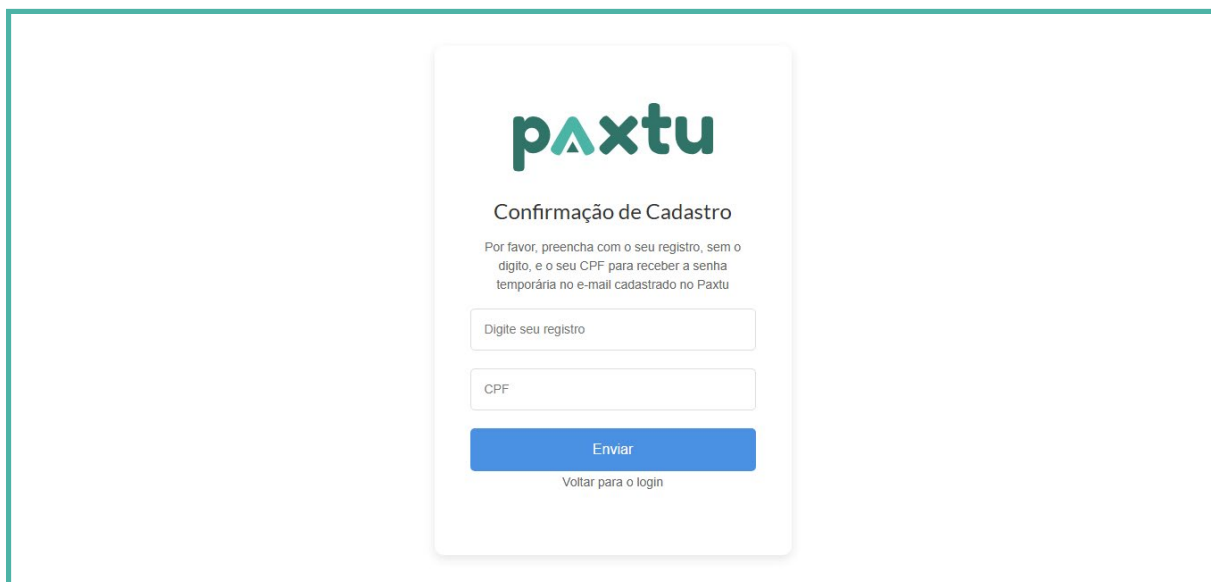 paxtu
Confirmação de Cadastro
Por favor, preencha com o seu registro, sem o
digito, e o seu CPF para receber a senha
temporária no e-mail cadastrado no Paxtu
Digite seu registro
CPF
Enviar
Voltar para o login